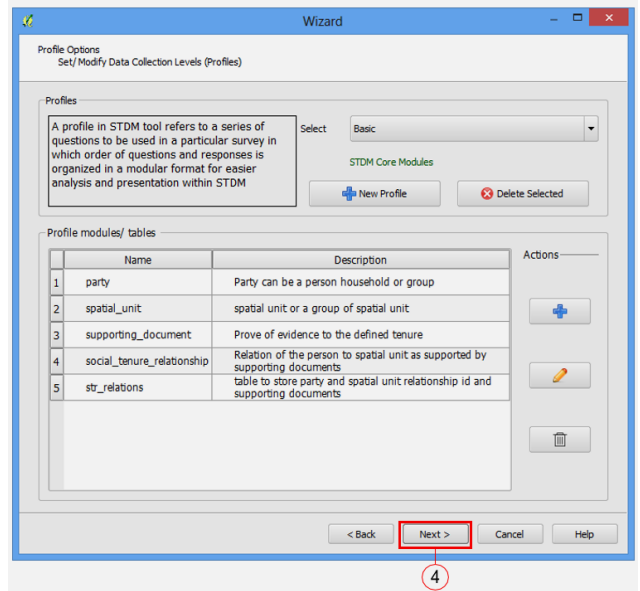 Wizard
Profile Options
Set/ Modify Data Collection Levels (Profiles)
Profiles
A profile in STDM tool refers to a series of
questions to be used in a particular survey in
which order of questions and responses is
organized in a modular format for easier
analysis and presentation within STDM
Select
Basic
STDM Core Modules
New Profile
Delete Selected
Profile modules/ tables
Name Description
1 party Party can be a person household or group
2 spatial_unit spatial unit or a group of spatial unit
3 supporting_document Prove of evidence to the defined tenure
4 social_tenure_relationship Relation of the person to spatial unit as supported by
supporting documents
5 str_relations table to store party and spatial unit relationship id and
supporting documents
Actions
< Back Next > Cancel Help
4